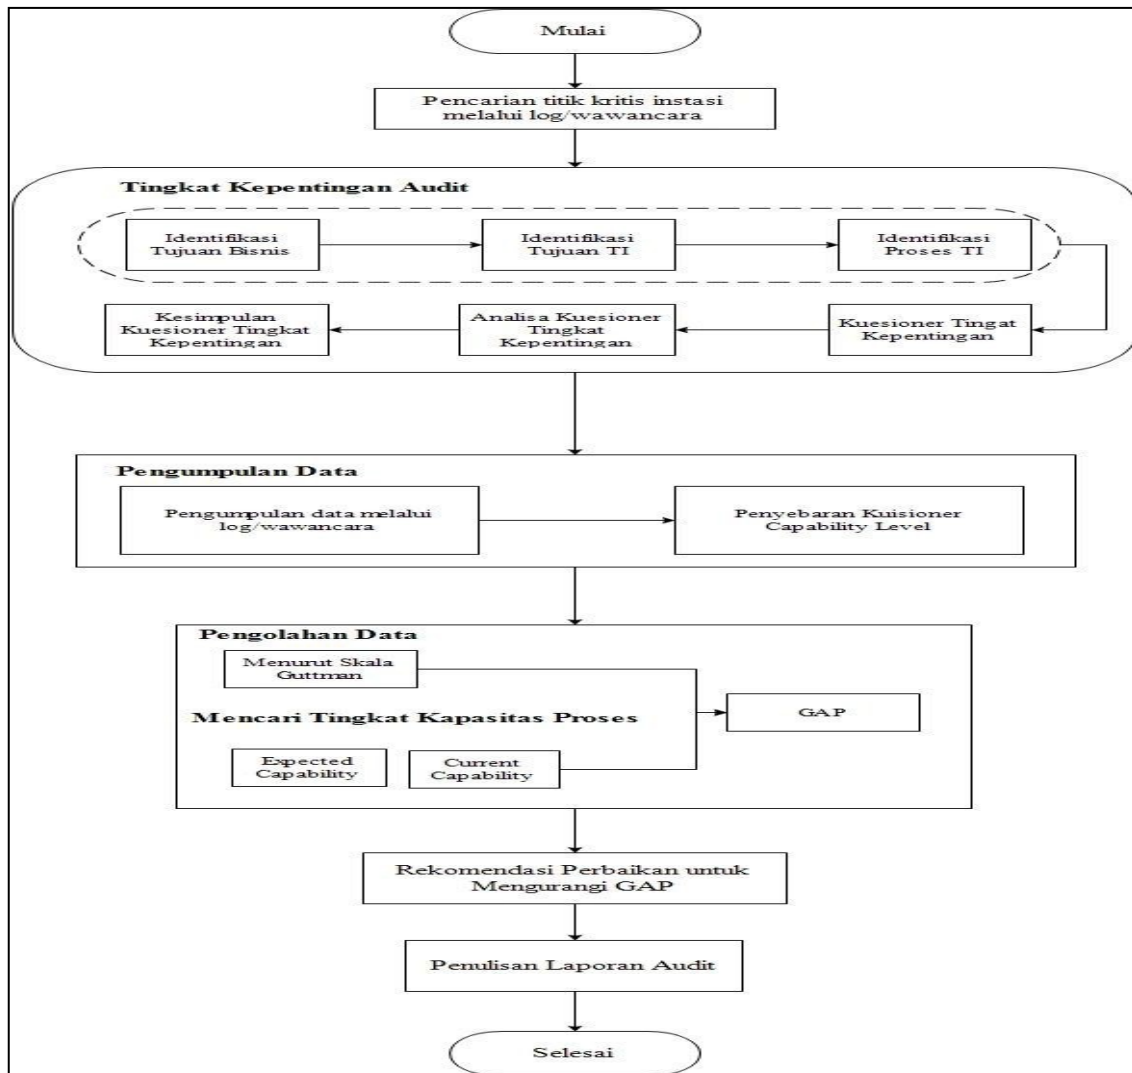 Mulai
Pencarian titik kritis instasi
melalui log/wawancara
Tingkat Kepentingan Audit
Identifikasi
Tujuan Bisnis
Identifikasi
Tujuan TI
Identifikasi
Proses TI
Kesimpulan
Kuesioner Tingkat
Kepentingan
Analisa Kuesioner
Tingkat
Kepentingan
Kuesioner Tingat
Kepentingan
Pengumpulan Data
Pengumpulan data melalui
log/wawancara
Penyebaran Kuisioner
Capability Level
Pengolahan Data
Menurut Skala
Guttman
Mencari Tingkat Kapasitas Proses
GAP
Expected
Capability
Current
Capability
Rekomendasi Perbaikan untuk
Mengurangi GAP
Penulisan Laporan Audit
Selesai